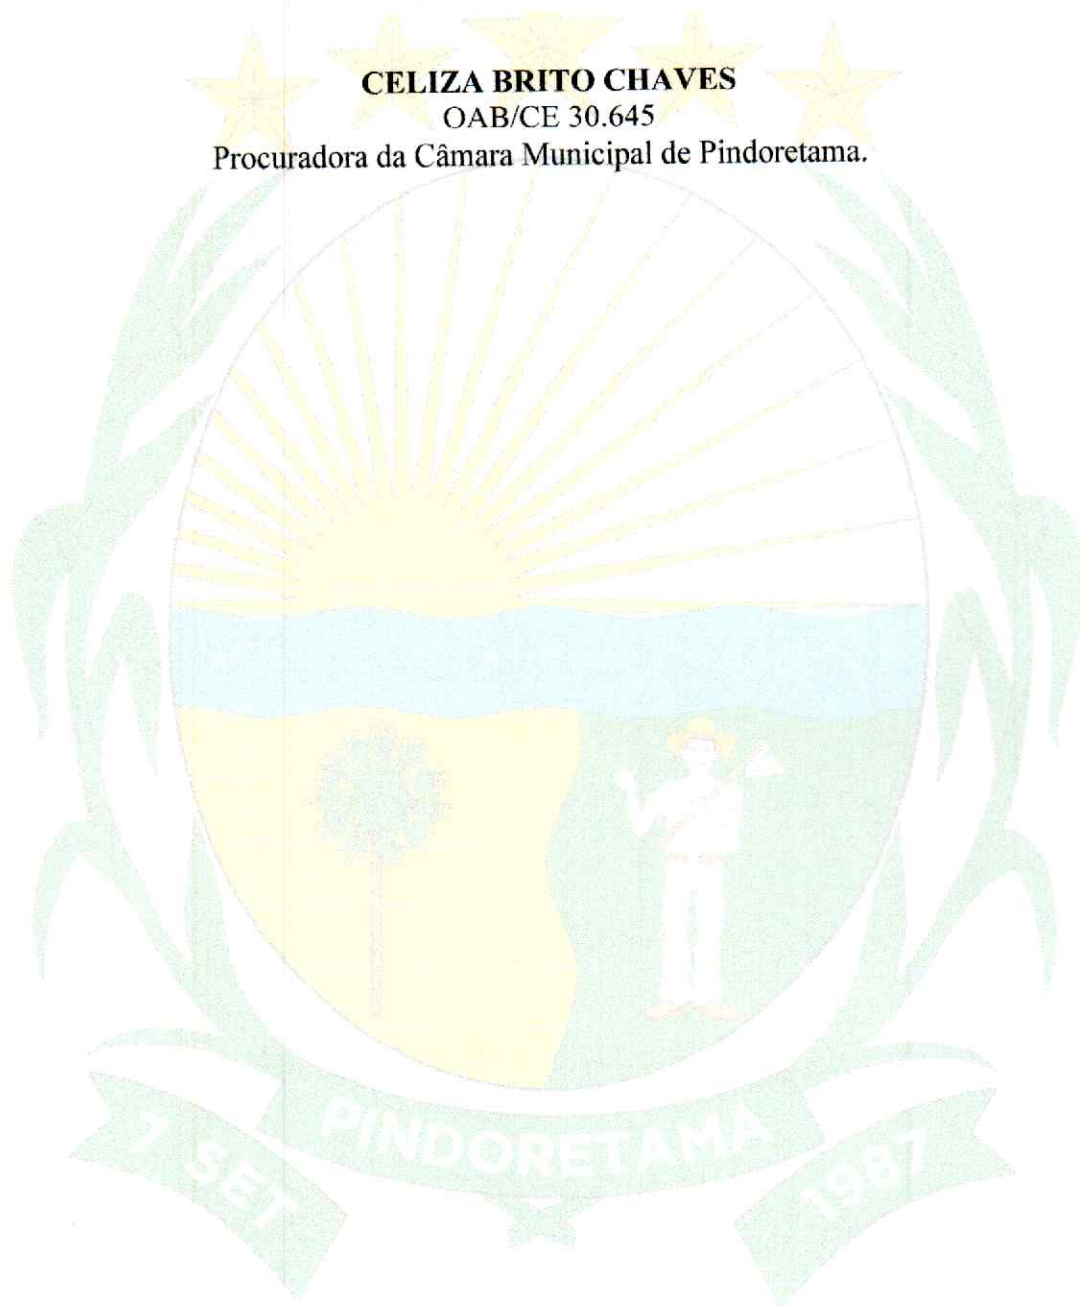 CELIZA BRITO CHAVES
OAB/CE 30.645
Procuradora da Câmara Municipal de Pindoretama.
PINDORETAMA
7 SET
1987